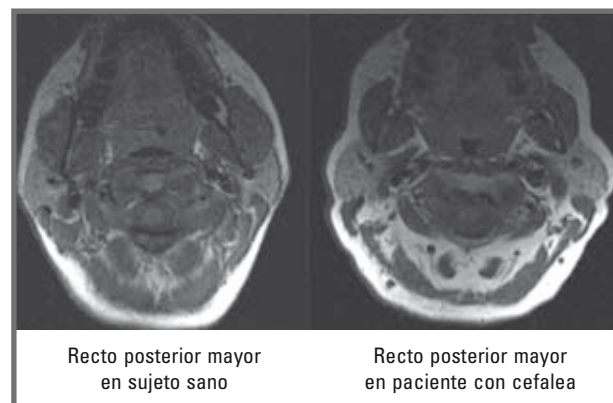 Recto posterior mayor
en sujeto sano
Recto posterior mayor
en paciente con cefalea